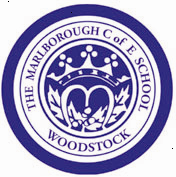 THE MARLBOROUGH C of E SCHOOL
WOODSTOCK
M